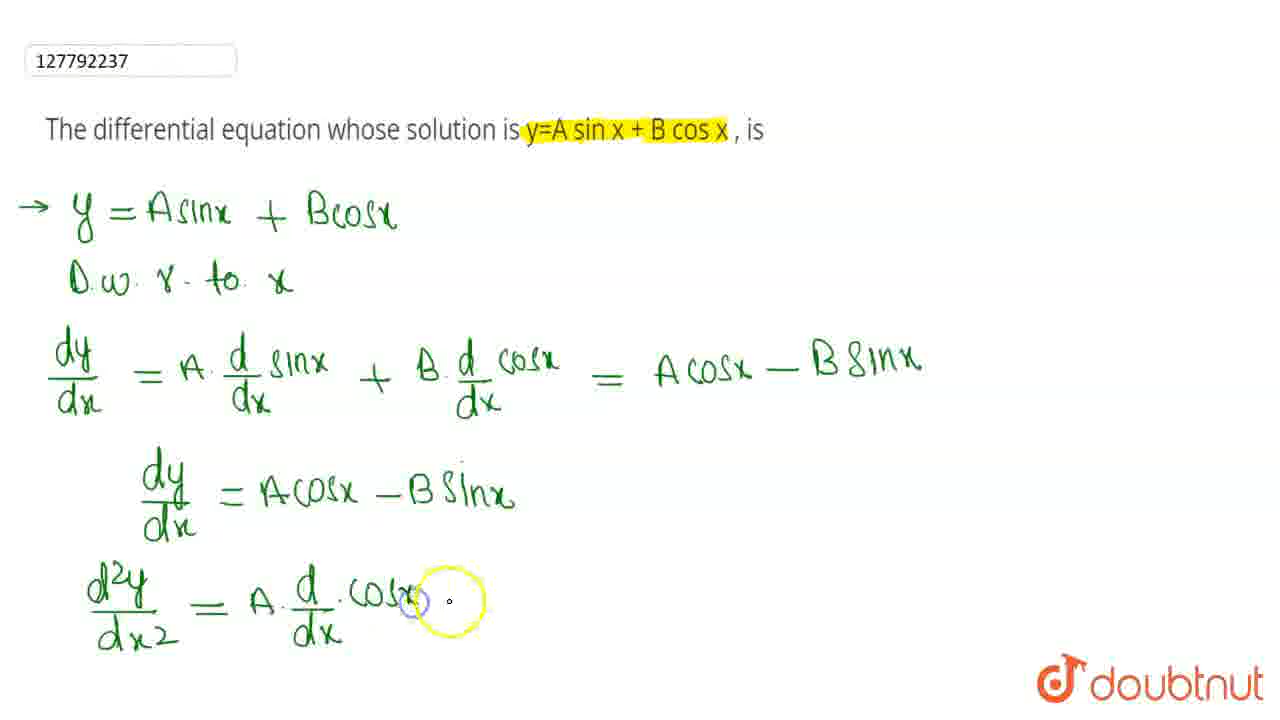 127792237
The differential equation whose solution is y=A sin x + B cos x , is
→ y = A sinx + B cosx
D. w. r. to. x
dy/dx = A. d/dx sinx + B. d/dx cosx = A cosx - B sinx
dy/dx = A cosx - B sinx
d²y/dx2 = A. d/dx . cosx
doubtnut